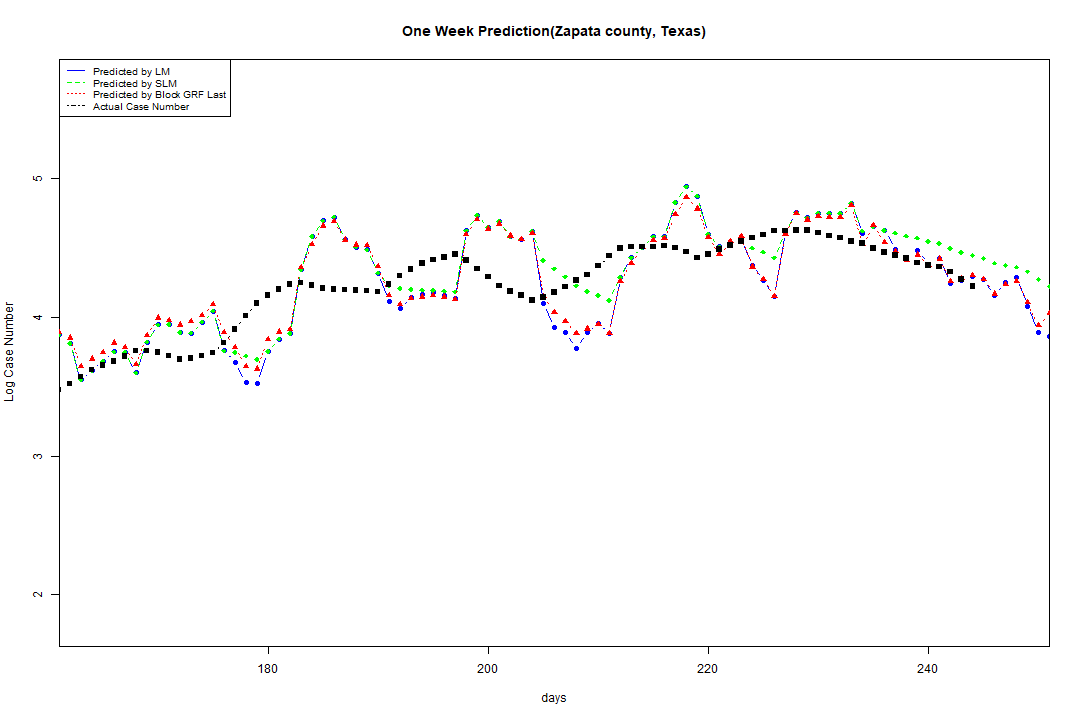 One Week Prediction(Zapata county, Texas)
Predicted by LM
Predicted by SLM
Predicted by Block GRF Last
Actual Case Number
5
4
3
2
Log Case Number
180 200 220 240
days